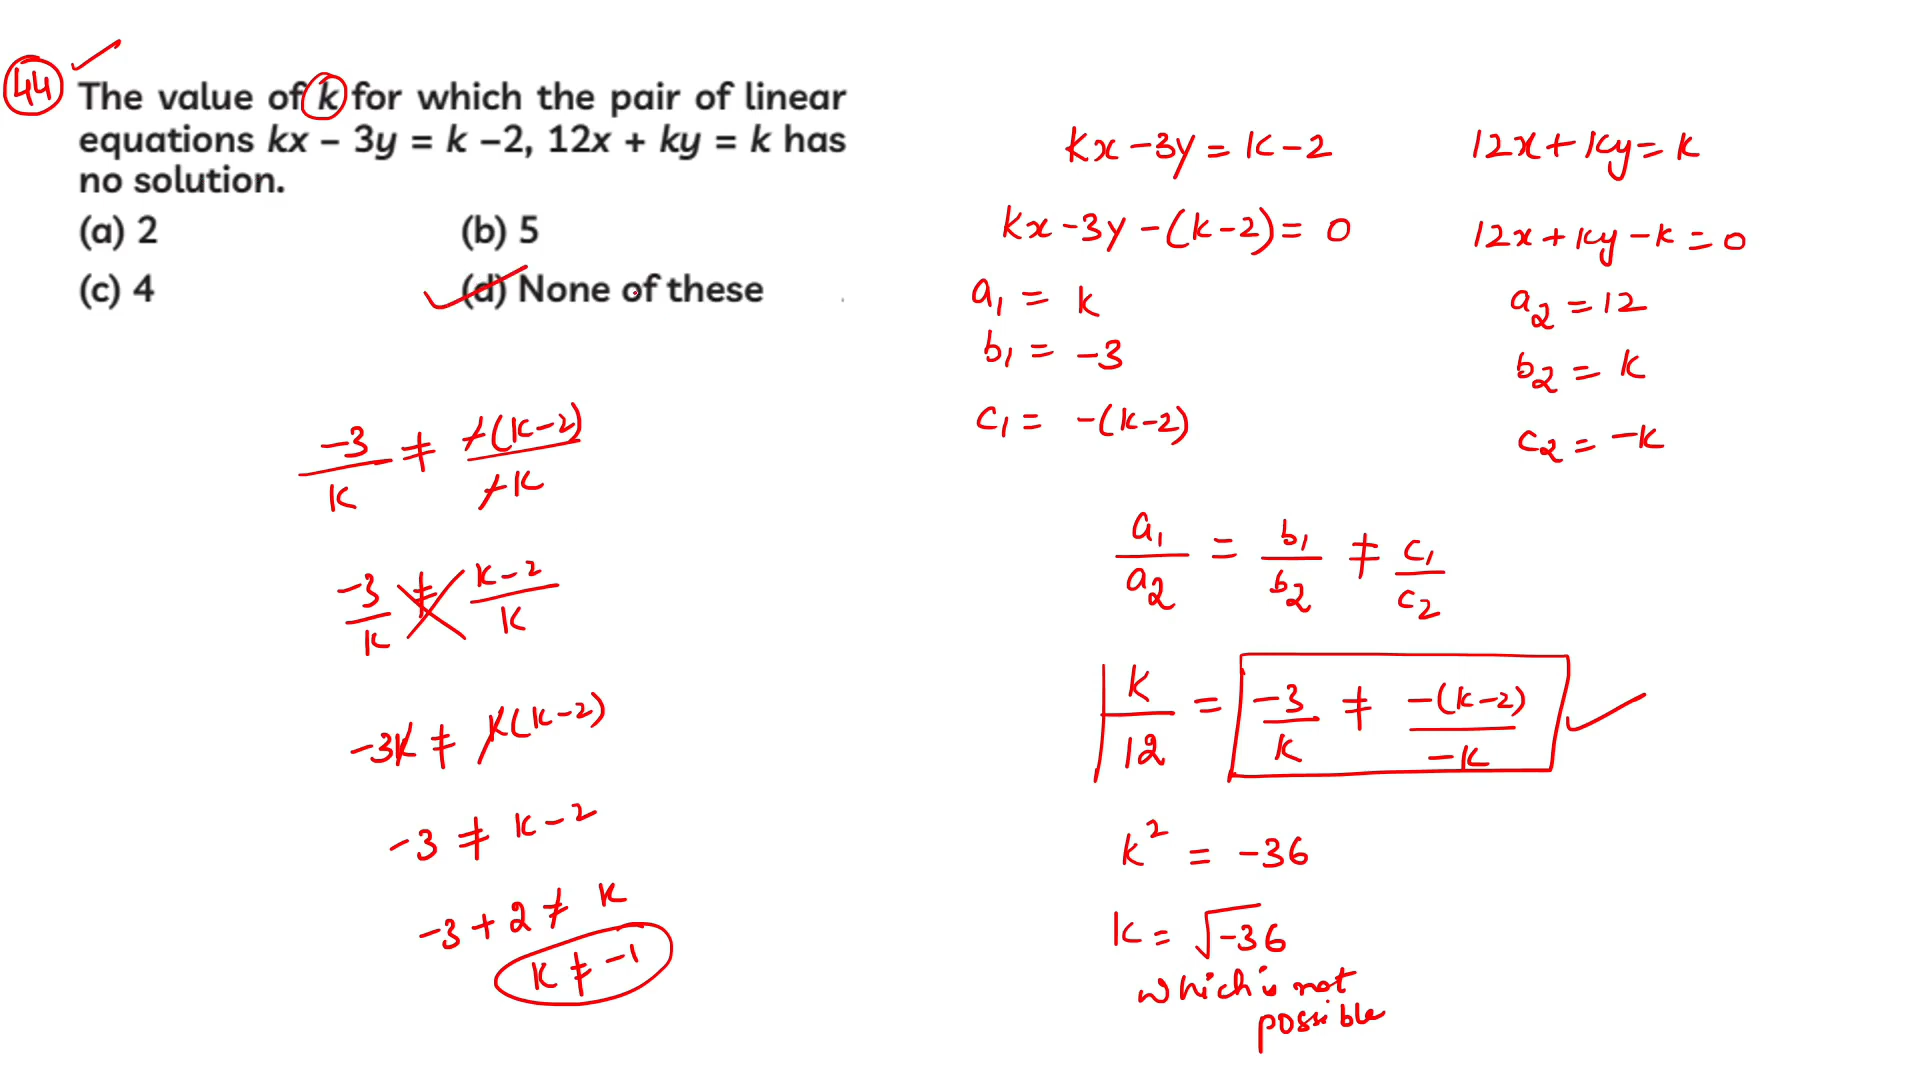 44 The value of k for which the pair of linear
equations kx – 3y = k –2, 12x + ky = k has
no solution.
(a) 2 (b) 5
(c) 4 (d) None of these
kx - 3y = k - 2 12x + ky = k
kx - 3y - (k-2) = 0 12x + ky - k = 0
a₁ = k a₂ = 12
b₁ = -3 b₂ = k
c₁ = -(k-2) c₂ = -k
a₁/a₂ = b₁/b₂ ≠ c₁/c₂
k/12 = -3/k ≠ -(k-2)/-k
k² = -36
k = √-36
which is not
possible
-3/k ≠ -(k-2)/-k
-3/k ≠ k-2/k
-3k ≠ k(k-2)
-3 ≠ k-2
-3+2 ≠ k
k ≠ -1